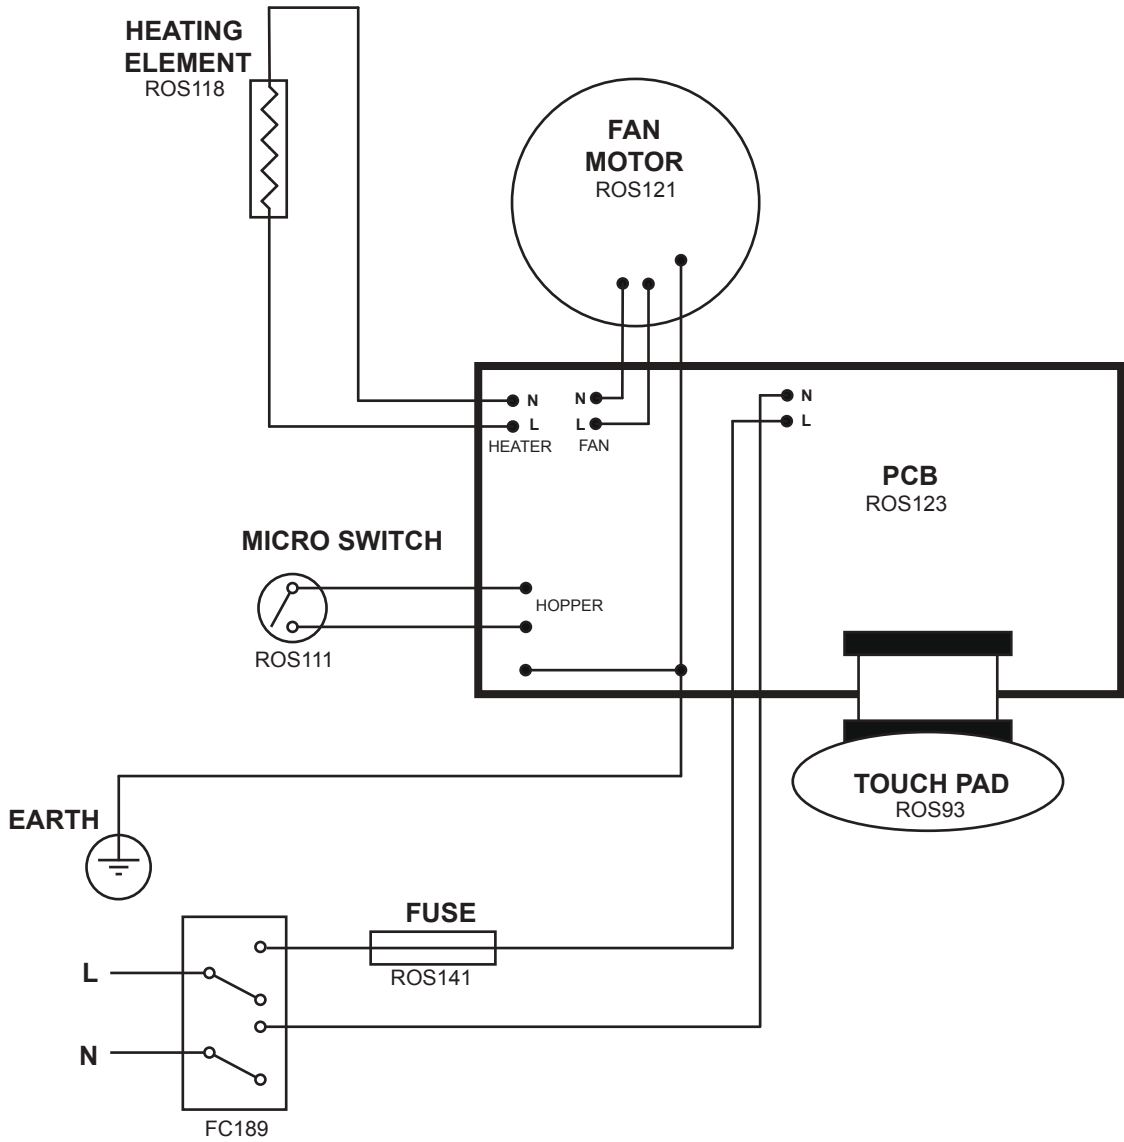 HEATING
ELEMENT
ROS118
FAN
MOTOR
ROS121
N
L
HEATER
N
L
FAN
N
L
PCB
ROS123
MICRO SWITCH
ROS111
HOPPER
TOUCH PAD
ROS93
EARTH
FUSE
ROS141
L
N
FC189